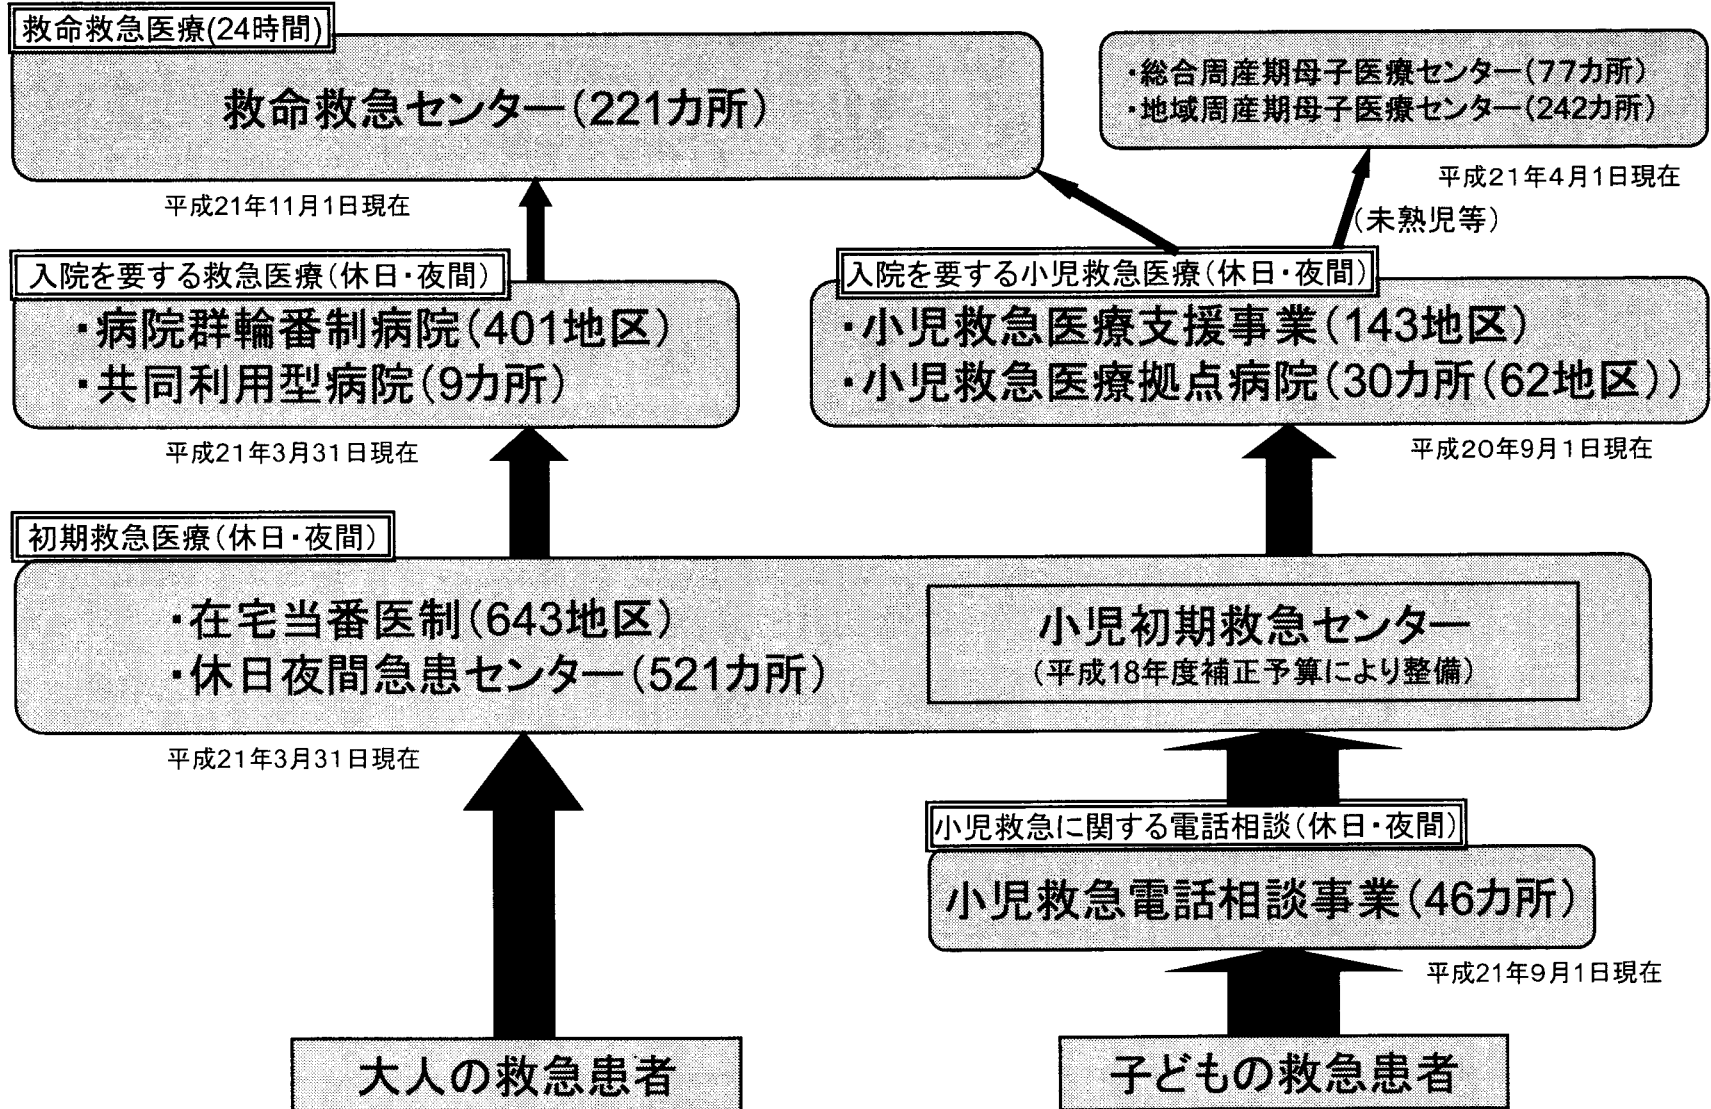 救命救急医療(24時間)
救命救急センター(221カ所)
平成21年11月1日現在
・総合周産期母子医療センター(77カ所)
・地域周産期母子医療センター(242カ所)
平成21年4月1日現在
(未熟児等)
入院を要する救急医療(休日・夜間)
・病院群輪番制病院(401地区)
・共同利用型病院(9カ所)
平成21年3月31日現在
入院を要する小児救急医療(休日・夜間)
・小児救急医療支援事業(143地区)
・小児救急医療拠点病院(30カ所(62地区))
平成20年9月1日現在
初期救急医療(休日・夜間)
・在宅当番医制(643地区)
・休日夜間急患センター(521カ所)
平成21年3月31日現在
小児初期救急センター
(平成18年度補正予算により整備)
小児救急に関する電話相談(休日・夜間)
小児救急電話相談事業(46カ所)
平成21年9月1日現在
大人の救急患者
子どもの救急患者